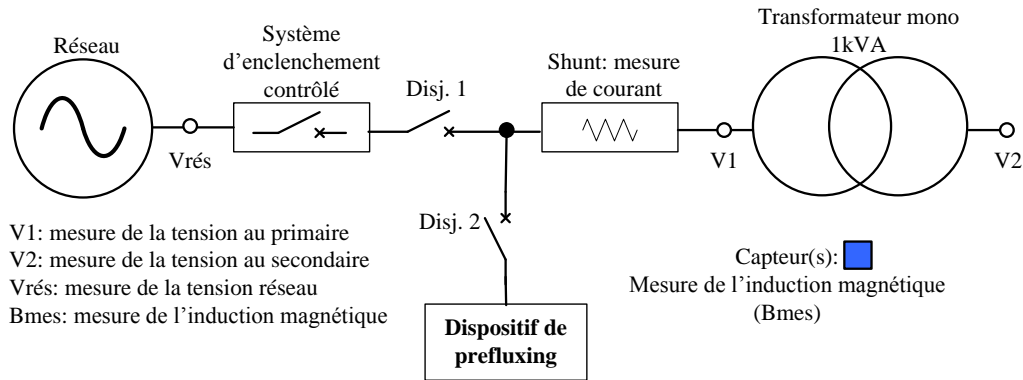 Réseau
Système
d'enclenchement
contrôlé
Disj. 1
Shunt: mesure
de courant
Transformateur mono
1kVA
Vrés
V1
V2
Disj. 2
V1: mesure de la tension au primaire
V2: mesure de la tension au secondaire
Vrés: mesure de la tension réseau
Bmes: mesure de l'induction magnétique
Capteur(s):
Mesure de l'induction magnétique
(Bmes)
Dispositif de
prefluxing